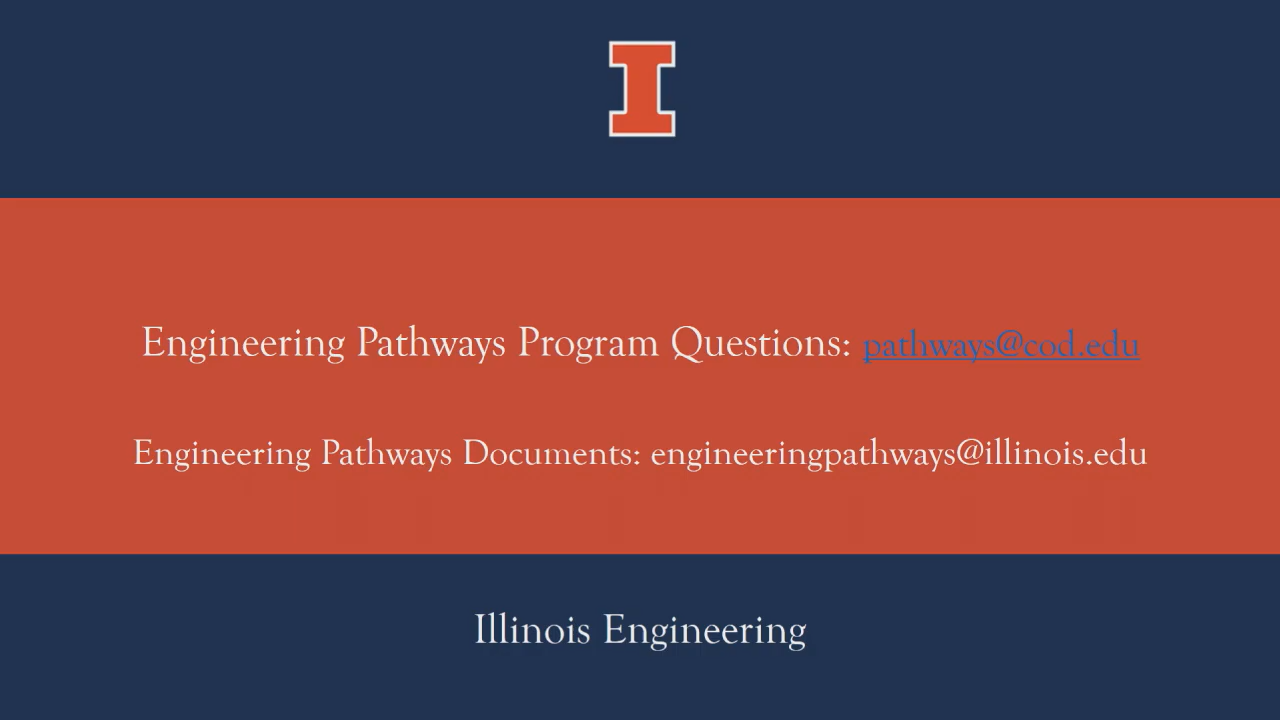 I
Engineering Pathways Program Questions: pathways@cod.edu
Engineering Pathways Documents: engineeringpathways@illinois.edu
Illinois Engineering